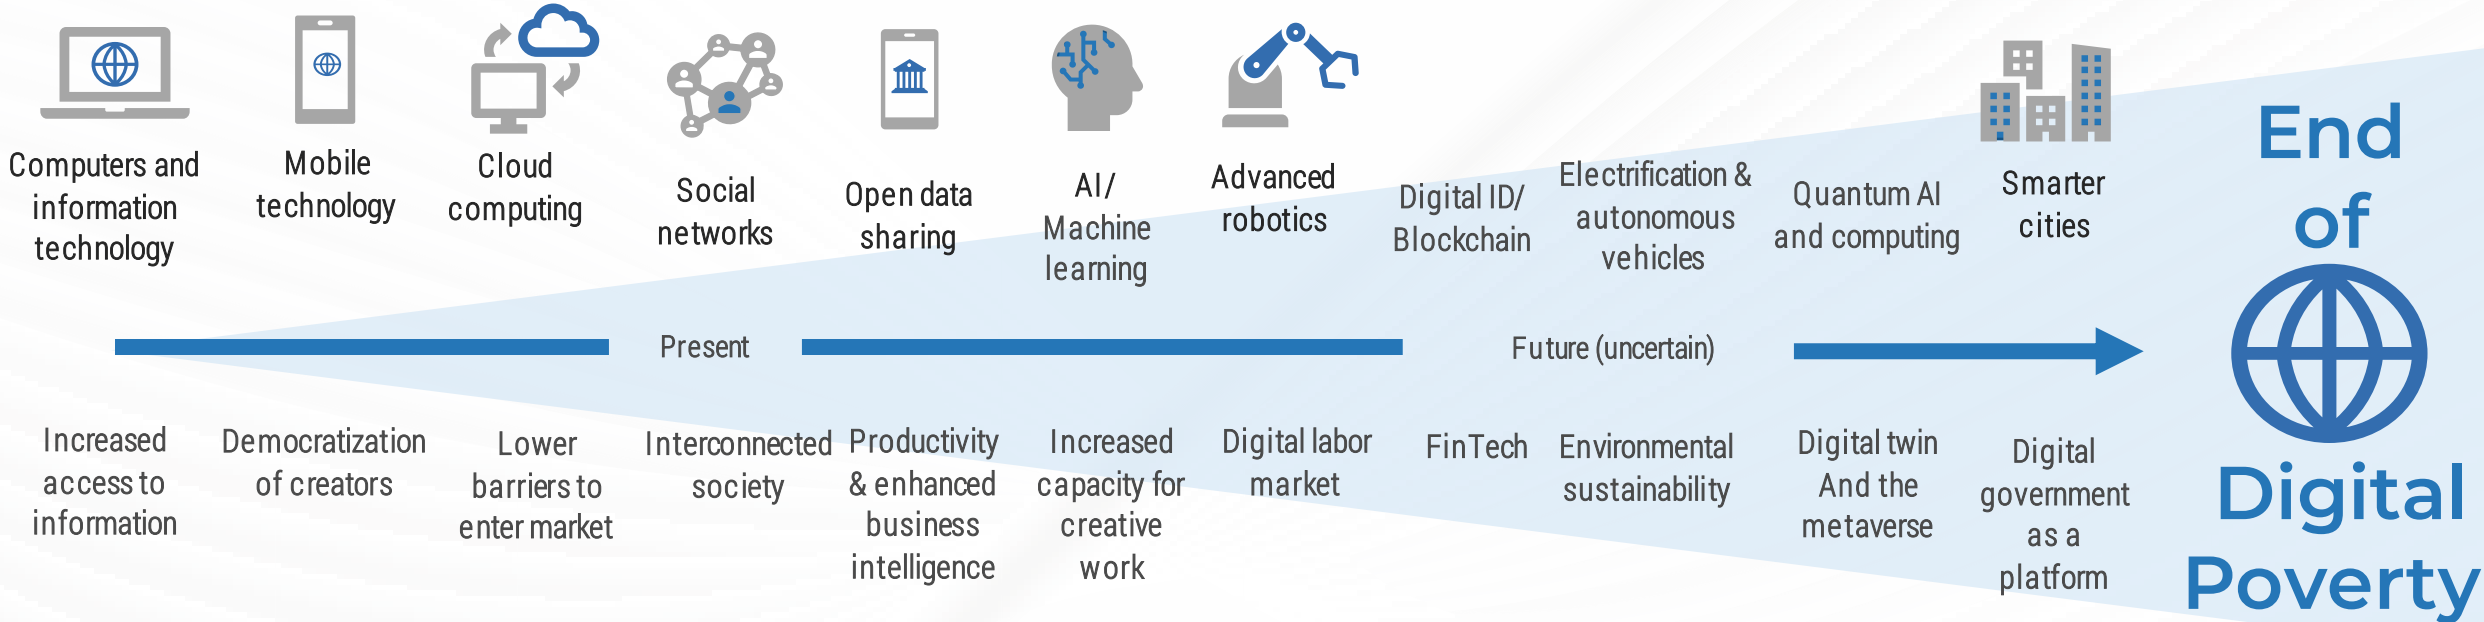 Computers and
information
technology
Mobile
technology
Cloud
computing
Social
networks
Open data
sharing
AI/
Machine
learning
Advanced
robotics
Digital ID/
Blockchain
Electrification &
autonomous
vehicles
Quantum AI
and computing
Smarter
cities
Present
Future (uncertain)
Increased
access to
information
Democratization
of creators
Lower
barriers to
enter market
Interconnected
society
Productivity
& enhanced
business
intelligence
Increased
capacity for
creative
work
Digital labor
market
FinTech
Environmental
sustainability
Digital twin
And the
metaverse
Digital
government
as a
platform
End
of
Digital
Poverty